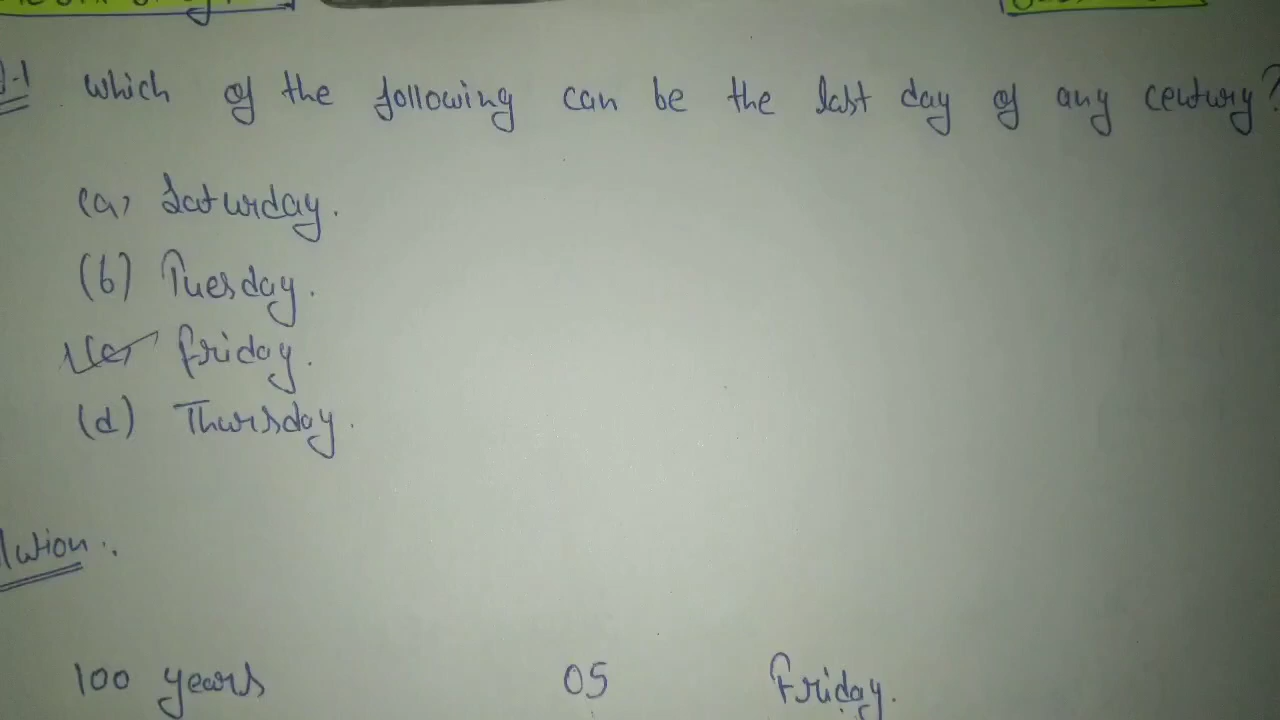 Which of the following can be the last day of any century?
(a) Saturday.
(b) Tuesday.
(c) Friday.
(d) Thursday.
lution:.
100 years 05 Friday.